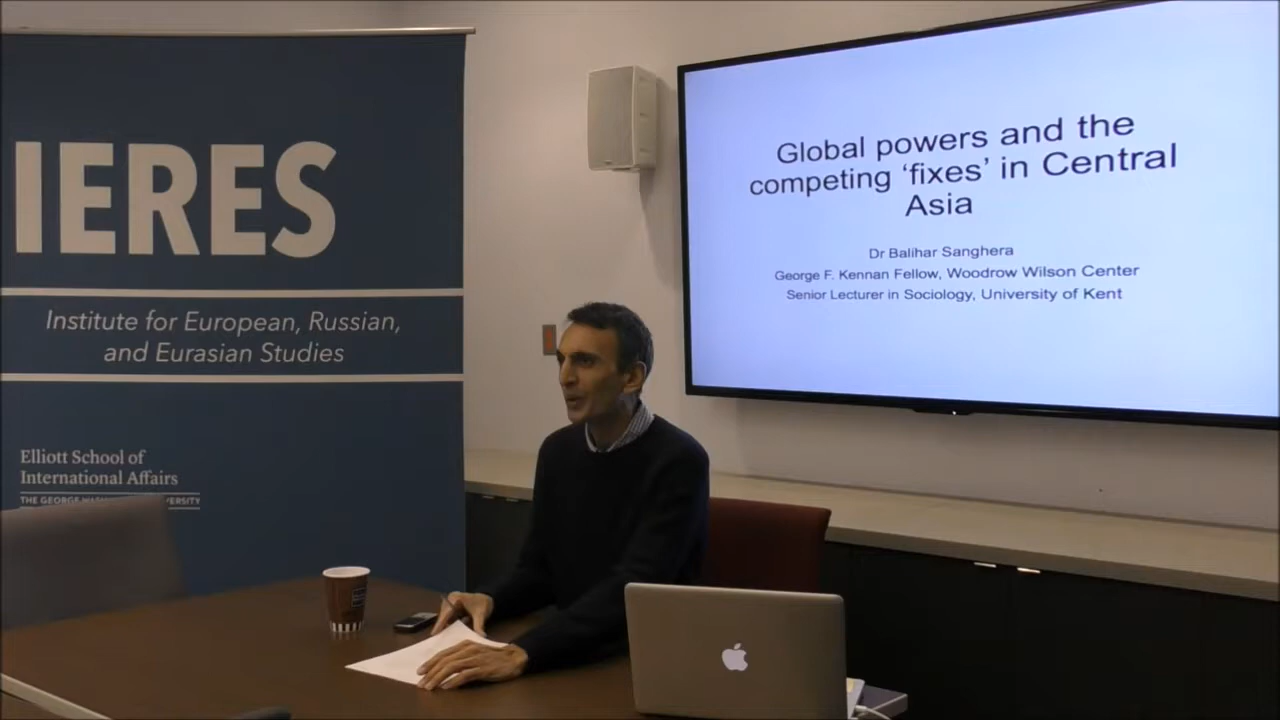 IERES
Institute for European, Russian,
and Eurasian Studies
Elliott School of
International Affairs
THE GEORGE
Global powers and the
competing ‘fixes’ in Central
Asia
Dr Balihar Sanghera
George F. Kennan Fellow, Woodrow Wilson Center
Senior Lecturer in Sociology, University of Kent